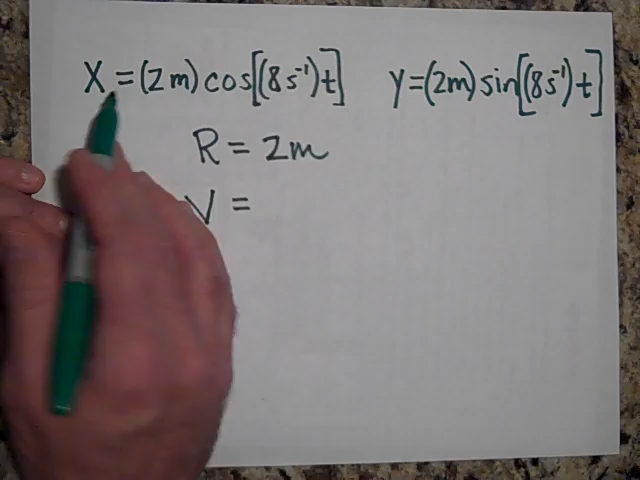 X = (2m) cos[(8s⁻¹)t] y = (2m) sin[(8s⁻¹)t]
R = 2m
V =